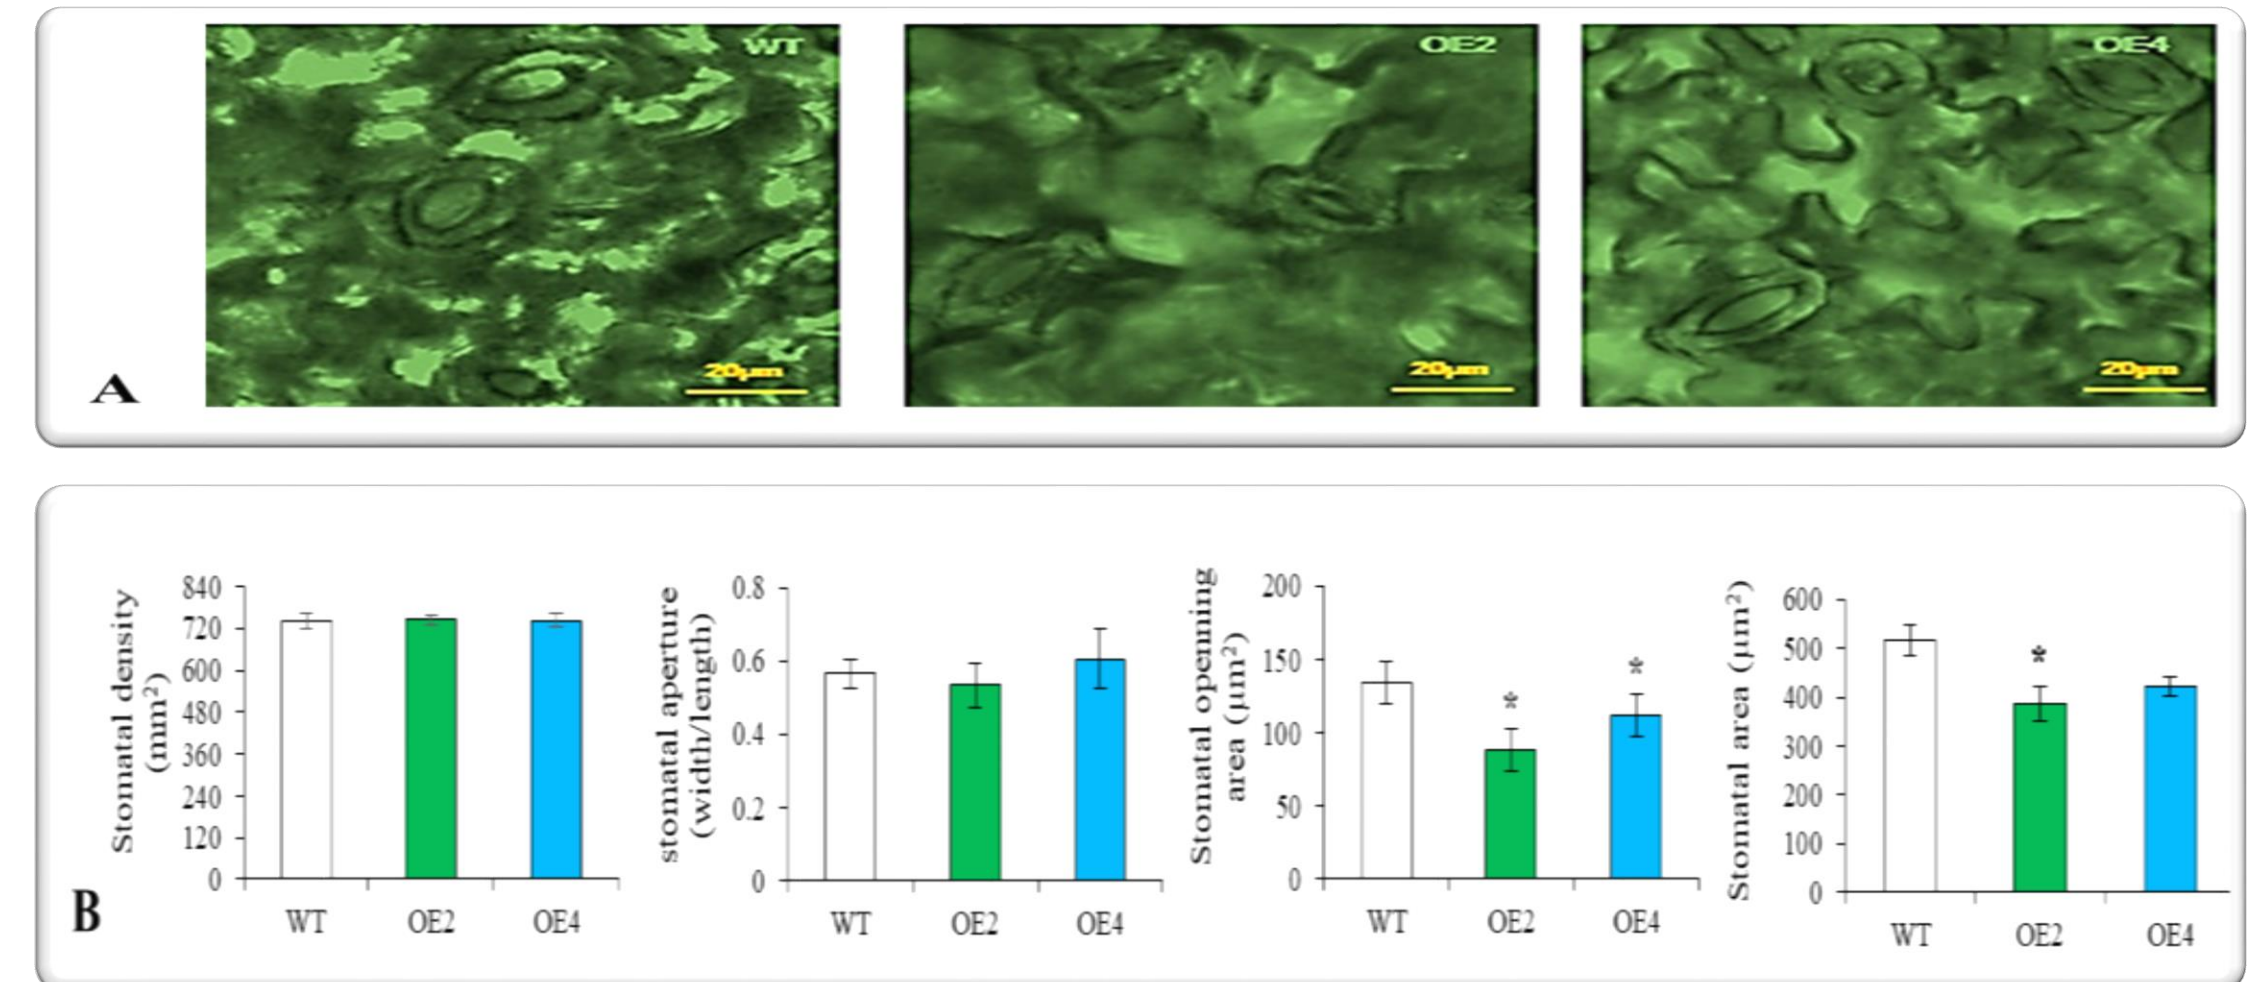 WT
OE2
OE4
20µm
20µm
20µm
A
Stomatal density
(mm²)
840
720
600
480
360
240
120
0
WT
OE2
OE4
stomatal aperture
(width/length)
0.8
0.6
0.4
0.2
0
WT
OE2
OE4
Stomatal openning
area (µm²)
200
150
100
50
0
*
*
WT
OE2
OE4
Stomatal area (µm²)
600
500
400
300
200
100
0
*
WT
OE2
OE4
B